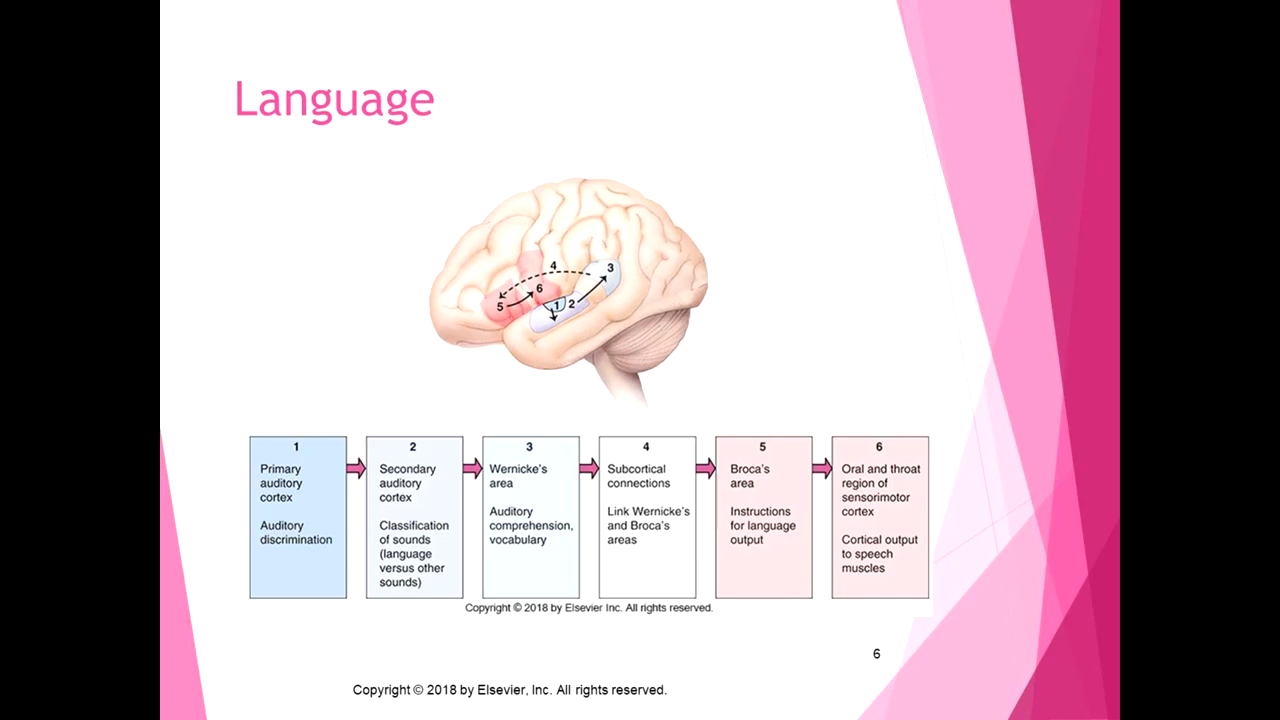 Language
4
3
6
5
1
2
1
Primary
auditory
cortex
Auditory
discrimination
2
Secondary
auditory
cortex
Classification
of sounds
(language
versus other
sounds)
3
Wernicke's
area
Auditory
comprehension,
vocabulary
4
Subcortical
connections
Link Wernicke's
and Broca's
areas
5
Broca's
area
Instructions
for language
output
6
Oral and throat
region of
sensorimotor
cortex
Cortical output
to speech
muscles
Copyright © 2018 by Elsevier Inc. All rights reserved.
6
Copyright © 2018 by Elsevier, Inc. All rights reserved.